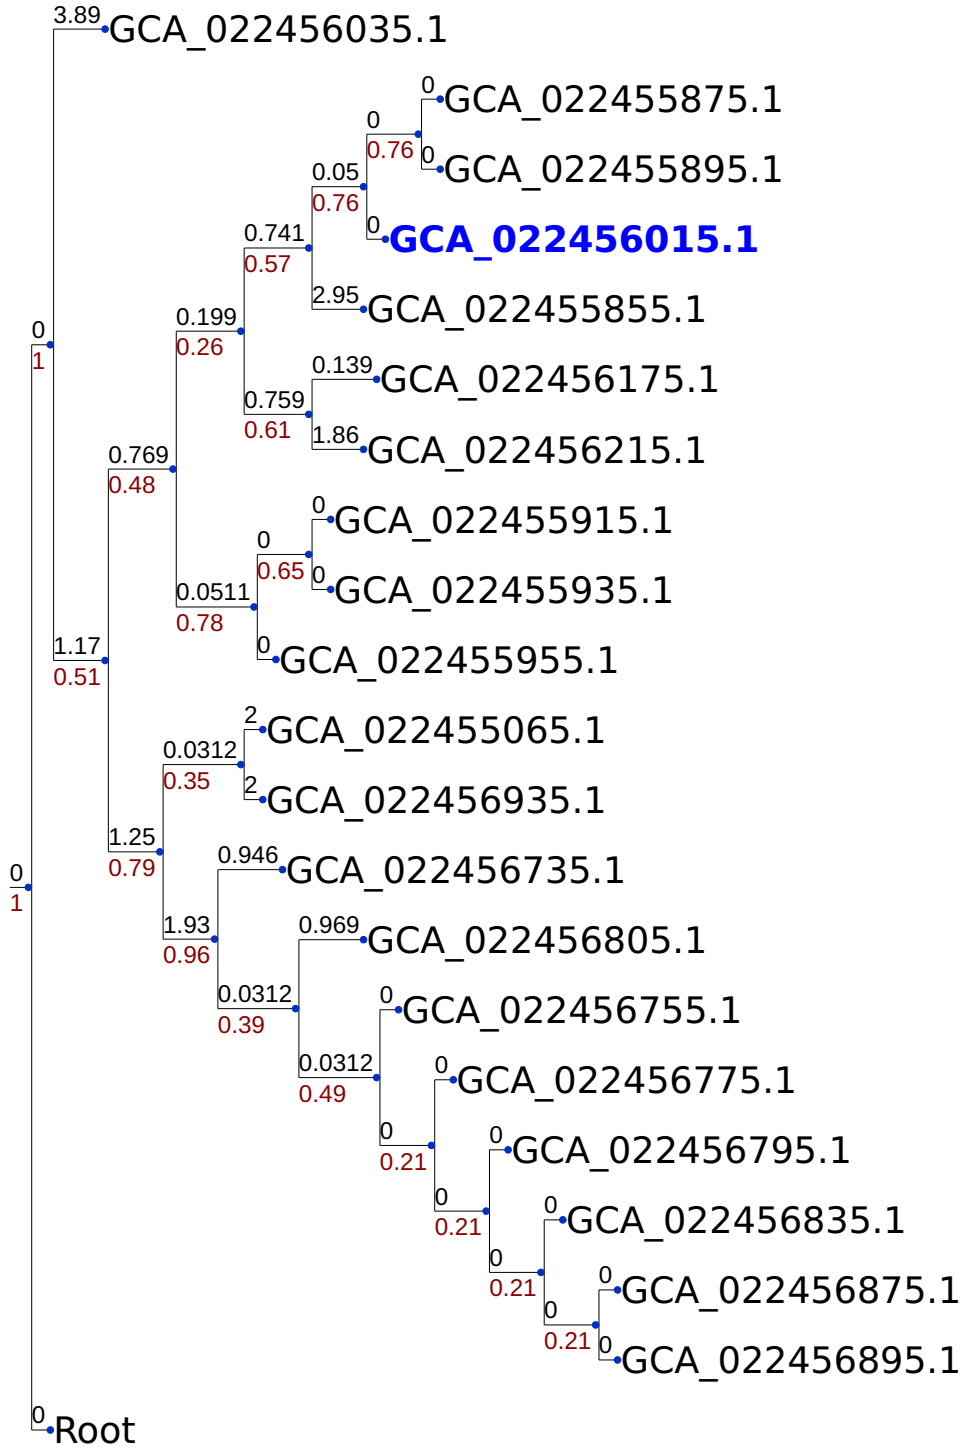 3.89 GCA_022456035.1
0 GCA_022455875.1
0
0.76
0 GCA_022455895.1
0.05
0.76
0 GCA_022456015.1
0.741
0.57
2.95 GCA_022455855.1
0.199
0
1
0.26
0.139 GCA_022456175.1
0.759
0.61
1.86 GCA_022456215.1
0.769
0.48
0 GCA_022455915.1
0
0.65
0 GCA_022455935.1
0.0511
0.78
0 GCA_022455955.1
1.17
0.51
2 GCA_022455065.1
0.0312
0.35
2 GCA_022456935.1
1.25
0.79
0.946 GCA_022456735.1
0
1
1.93
0.96
0.969 GCA_022456805.1
0.0312
0.39
0 GCA_022456755.1
0.0312
0.49
0 GCA_022456775.1
0
0.21
0 GCA_022456795.1
0
0.21
0 GCA_022456835.1
0
0.21
0 GCA_022456875.1
0
0.21
0 GCA_022456895.1
0 Root